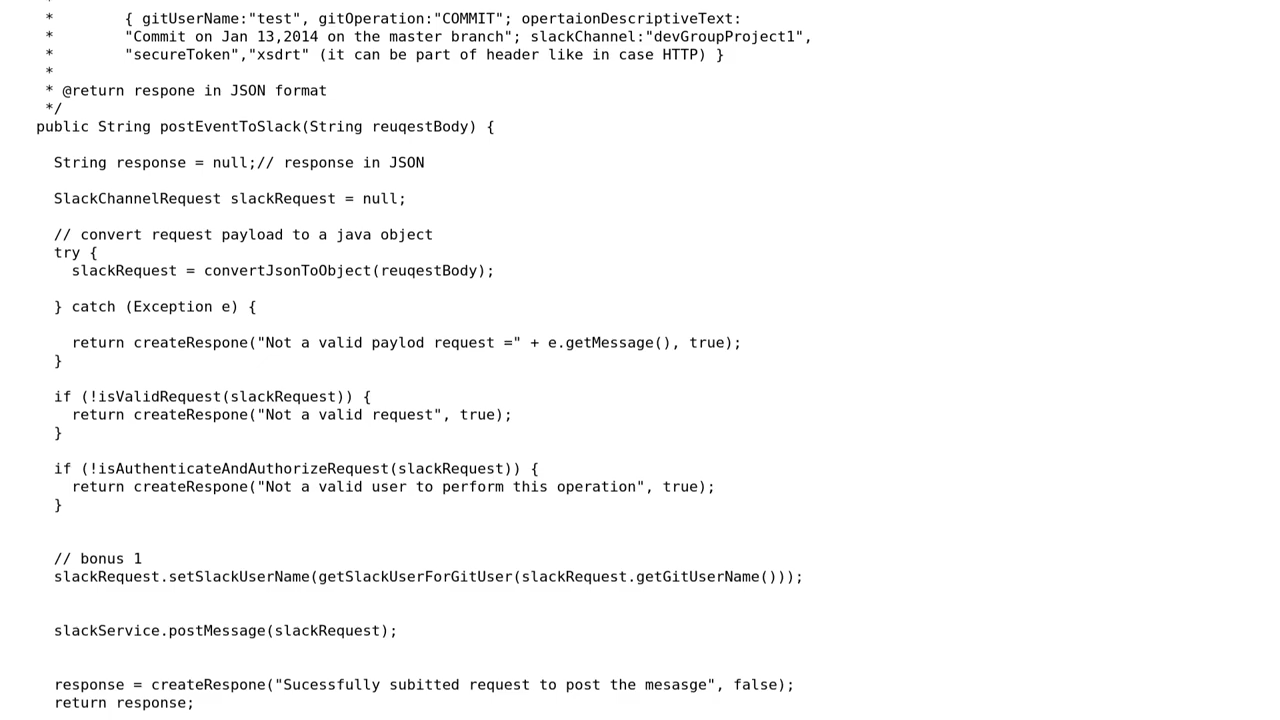 *
* { gitUserName:"test", gitOperation:"COMMIT"; opertaionDescriptiveText:
* "Commit on Jan 13,2014 on the master branch"; slackChannel:"devGroupProject1",
* "secureToken","xsdrt" (it can be part of header like in case HTTP) }
*
* @return respone in JSON format
*/
public String postEventToSlack(String reuqestBody) {
String response = null;// response in JSON
SlackChannelRequest slackRequest = null;
// convert request payload to a java object
try {
slackRequest = convertJsonToObject(reuqestBody);
} catch (Exception e) {
return createRespone("Not a valid paylod request =" + e.getMessage(), true);
}
if (!isValidRequest(slackRequest)) {
return createRespone("Not a valid request", true);
}
if (!isAuthenticateAndAuthorizeRequest(slackRequest)) {
return createRespone("Not a valid user to perform this operation", true);
}
// bonus 1
slackRequest.setSlackUserName(getSlackUserForGitUser(slackRequest.getGitUserName()));
slackService.postMessage(slackRequest);
response = createRespone("Sucessfully subitted request to post the mesasge", false);
return response;